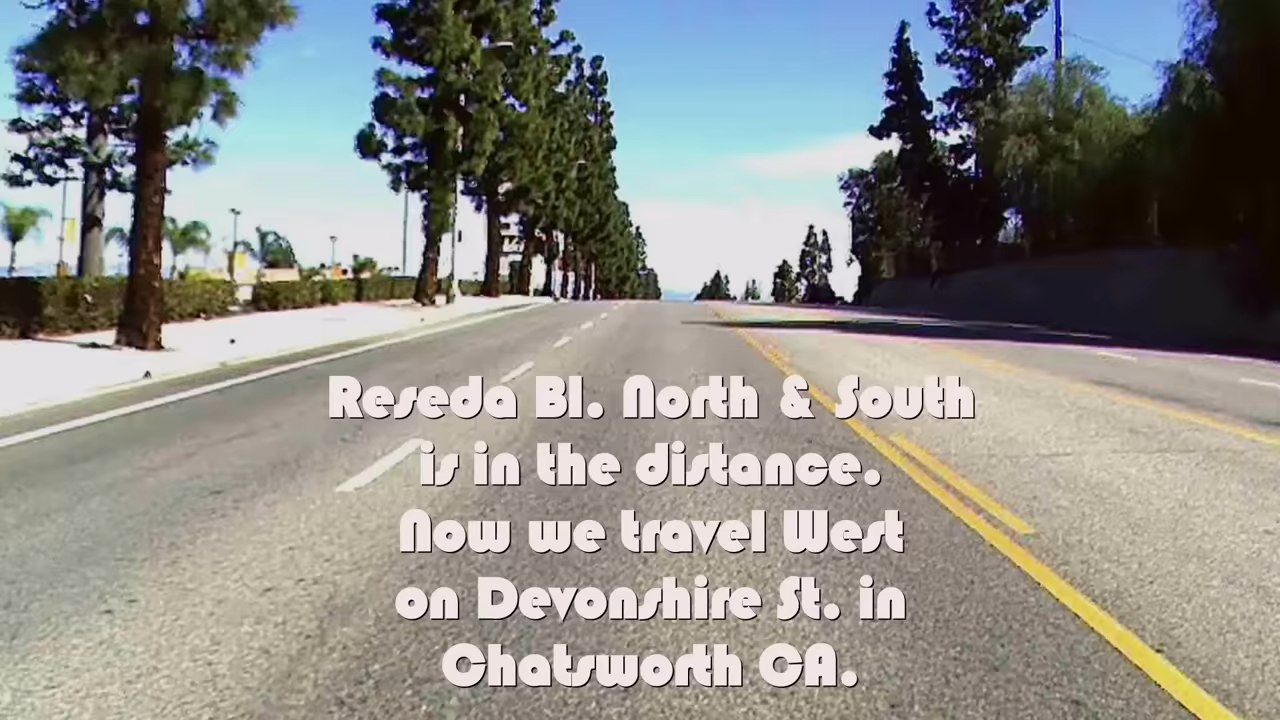 Reseda Bl. North & South
is in the distance.
Now we travel West
on Devonshire St. in
Chatsworth CA.